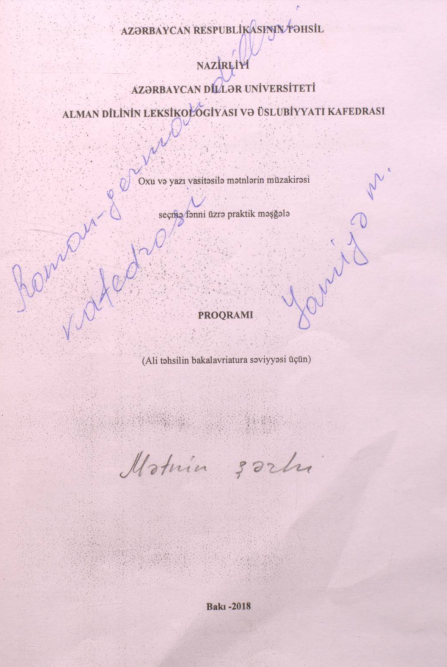 AZƏRBAYCAN RESPUBLİKASININ TƏHSİL
NAZİRLİYİ
AZƏRBAYCAN DİLLƏR UNİVERSİTETİ
ALMAN DİLİNİN LEKSİKOLOGİYASI VƏ ÜSLUBİYYATI KAFEDRASI
Roman-german dilləri
kafedrası
Oxu və yazı vasitəsilə mətnlərin müzakirəsi
seçmə fənni üzrə praktik məşğələ
Yaniyə m.
PROQRAMI
(Ali təhsilin bakalavriatura səviyyəsi üçün)
Mətnin şərhi
Bakı -2018